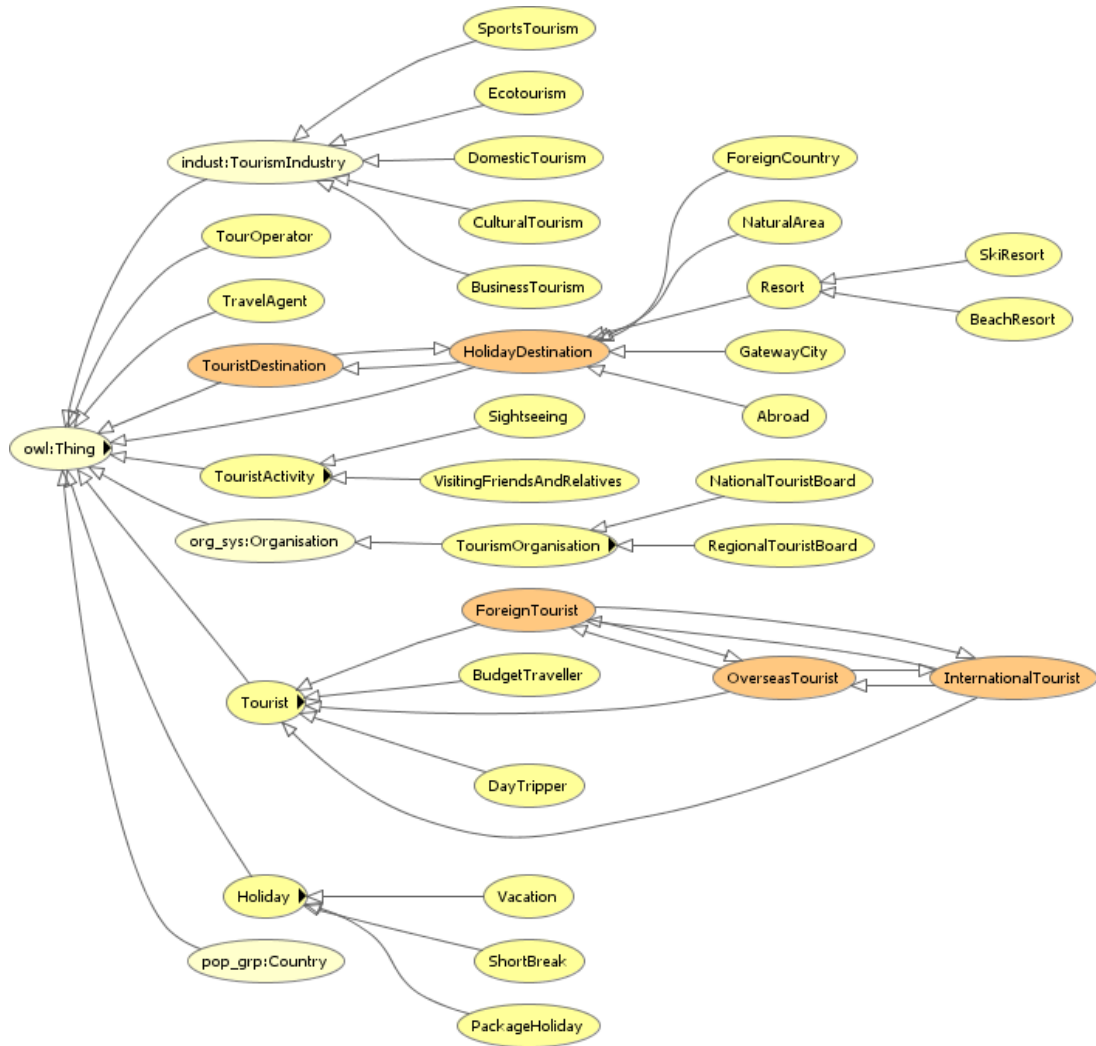 SportsTourism
Ecotourism
indust:TourismIndustry
DomesticTourism
ForeignCountry
CulturalTourism
NaturalArea
TourOperator
SkiResort
BusinessTourism
Resort
TravelAgent
BeachResort
HolidayDestination
GatewayCity
TouristDestination
Sightseeing
Abroad
owl:Thing
TouristActivity
VisitingFriendsAndRelatives
NationalTouristBoard
org_sys:Organisation
TourismOrganisation
RegionalTouristBoard
ForeignTourist
BudgetTraveller
OverseasTourist
InternationalTourist
Tourist
DayTripper
Holiday
Vacation
pop_grp:Country
ShortBreak
PackageHoliday